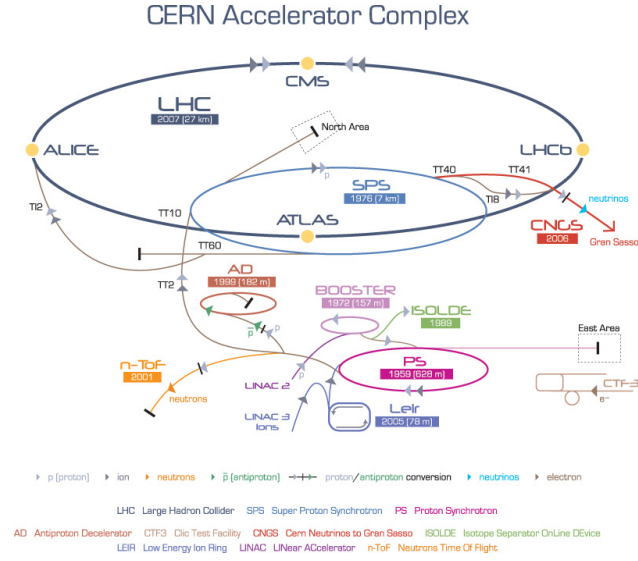 CERN Accelerator Complex
CMS
LHC
2007 (27 km)
North Area
ALICE
LHCb
TT40
TT41
SPS
1976 (7 km)
TI8
neutrinos
TI2
TT10
ATLAS
CNGS
2006
Gran Sasso
TT60
AD
1999 (182 m)
TT2
BOOSTER
1972 (157 m)
ISOLDE
1989
East Area
p
p̅
p
n-ToF
2001
LINAC 2
neutrons
PS
1959 (628 m)
CTF-3
e-
LINAC 3
Ions
Leir
2005 (78 m)
p (proton)
ion
neutrons
p̅ (antiproton)
proton/antiproton conversion
neutrinos
electron
LHC Large Hadron Collider SPS Super Proton Synchrotron PS Proton Synchrotron
AD Antiproton Decelerator CTF3 Clic Test Facility CNGS Cern Neutrinos to Gran Sasso ISOLDE Isotope Separator OnLine DEvice
LEIR Low Energy Ion Ring LINAC LINear ACcelerator n-ToF Neutrons Time Of Flight